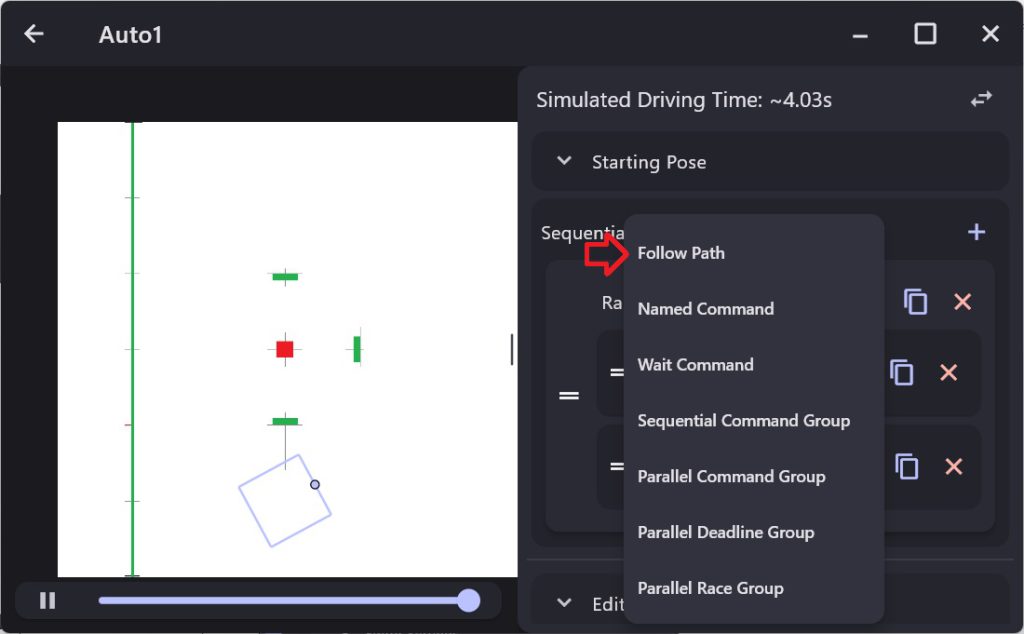 Auto1
Simulated Driving Time: ~4.03s
Starting Pose
Sequentia
Follow Path
Ra
Named Command
Wait Command
Sequential Command Group
Parallel Command Group
Parallel Deadline Group
Parallel Race Group
Edit